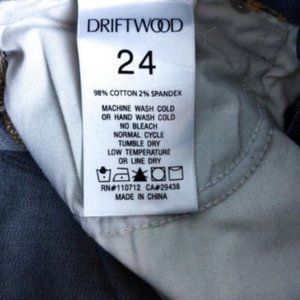 DRIFTWOOD
24
98% COTTON 2% SPANDEX
MACHINE WASH COLD
OR HAND WASH COLD
NO BLEACH
NORMAL CYCLE
TUMBLE DRY
LOW TEMPERATURE
OR LINE DRY
RN#110712 CA#29438
MADE IN CHINA